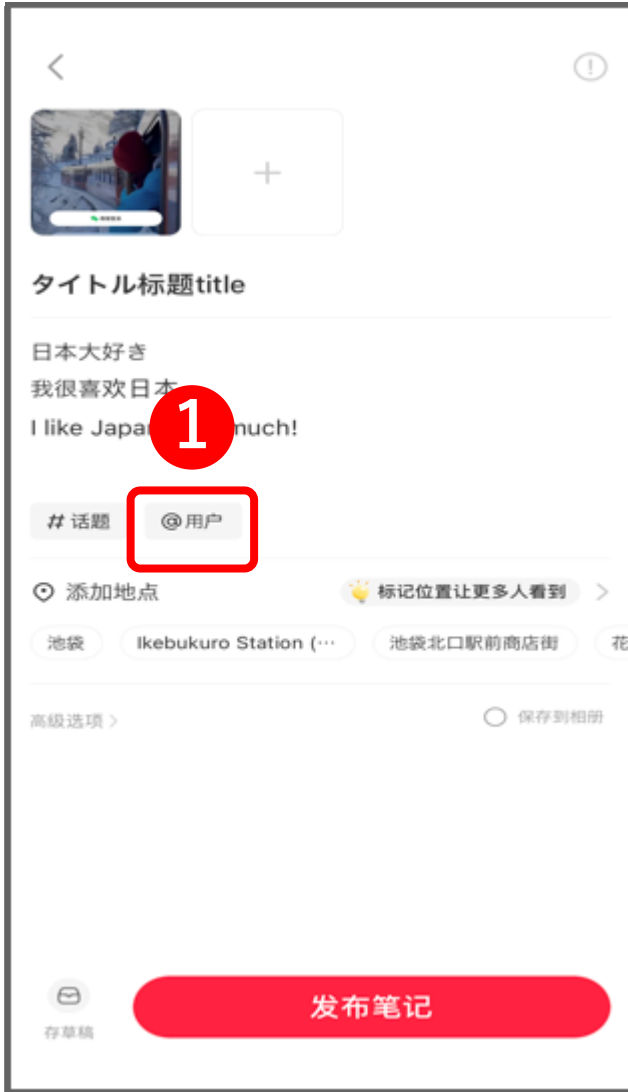 タイトル标题title
日本大好き
我很喜欢日本
I like Japan much!
1
# 话题
@用户
添加地点
标记位置让更多人看到
池袋
Ikebukuro Station (…
池袋北口駅前商店街
花
高级选项
保存到相册
存草稿
发布笔记